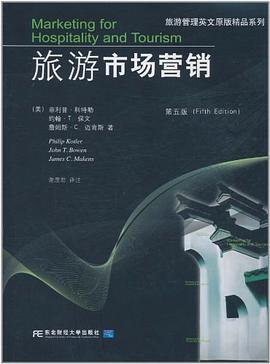 Marketing for
Hospitality and Tourism
旅游管理英文原版精品系列
旅游市场营销
第五版 (Fifth Edition)
(美) 菲利普·科特勒
约翰·T.保文
詹姆斯·C.迈肯斯 著
Philip Kotler
John T. Bowen
James C. Makens
译注
东北财经大学出版社